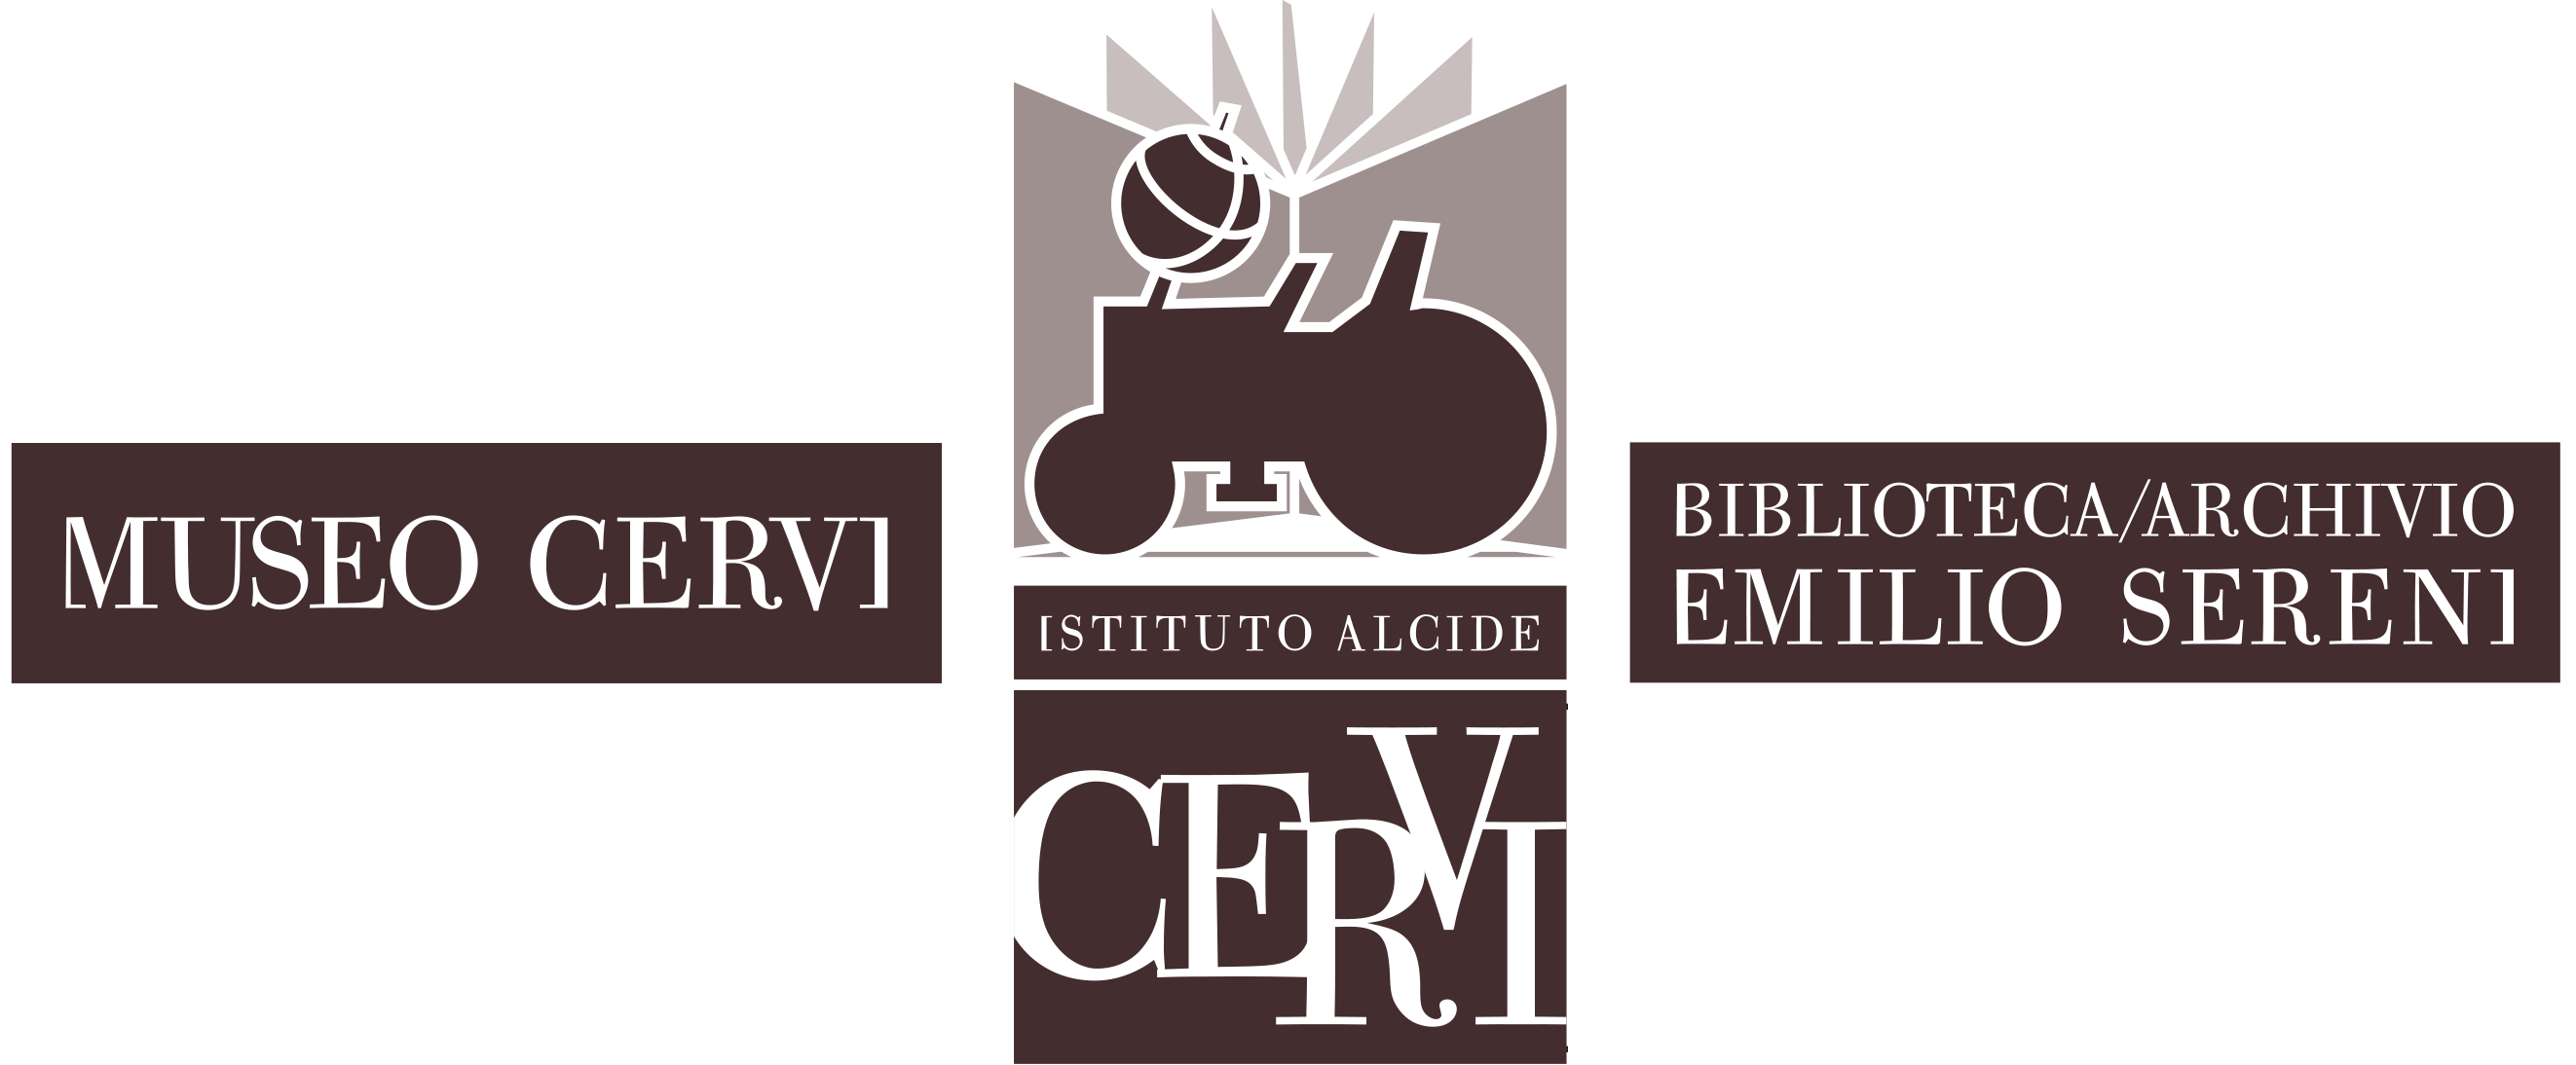 MUSEO CERVI
ISTITUTO ALCIDE
CERVI
BIBLIOTECA/ARCHIVIO
EMILIO SERENI